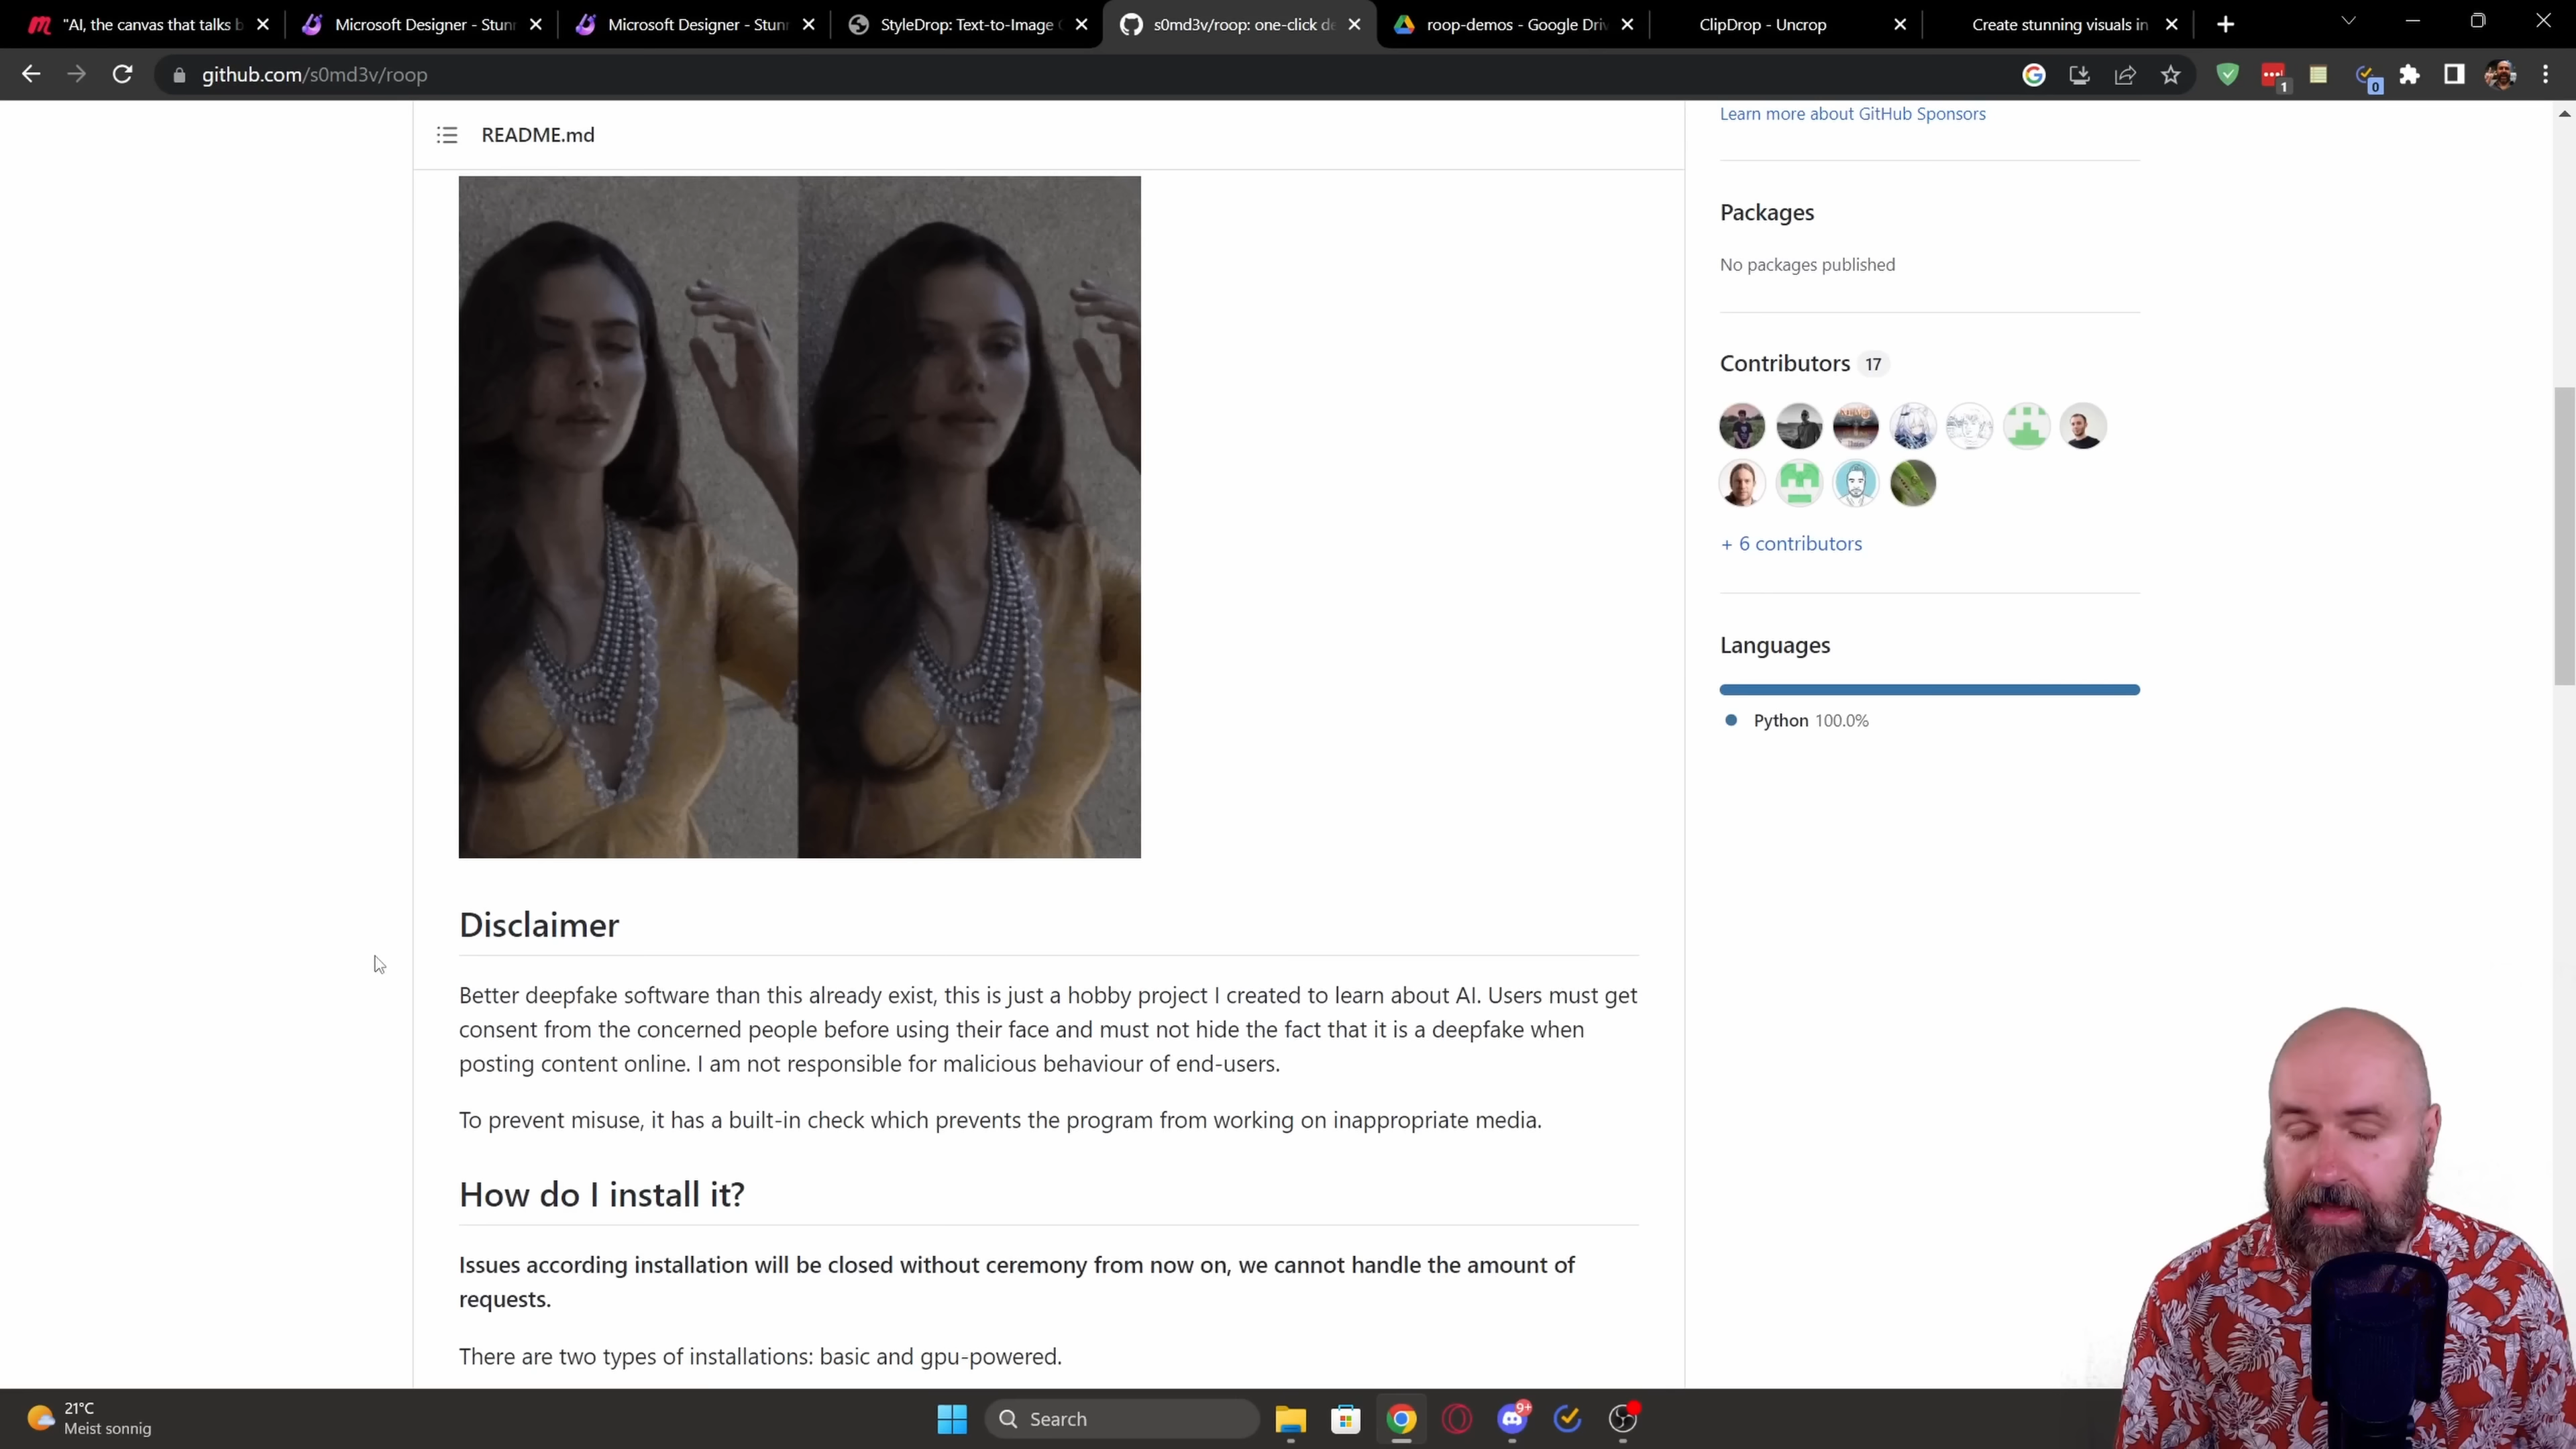 "AI, the canvas that talks b
Microsoft Designer - Stunn
Microsoft Designer - Stunn
StyleDrop: Text-to-Image
s0md3v/roop: one-click de
roop-demos - Google Driv
ClipDrop - Uncrop
Create stunning visuals in
github.com/s0md3v/roop
1
0
Learn more about GitHub Sponsors
README.md
Packages
No packages published
Contributors 17
+ 6 contributors
Languages
Python 100.0%
Disclaimer
Better deepfake software than this already exist, this is just a hobby project I created to learn about AI. Users must get
consent from the concerned people before using their face and must not hide the fact that it is a deepfake when
posting content online. I am not responsible for malicious behaviour of end-users.
To prevent misuse, it has a built-in check which prevents the program from working on inappropriate media.
How do I install it?
Issues according installation will be closed without ceremony from now on, we cannot handle the amount of
requests.
There are two types of installations: basic and gpu-powered.
21°C
Meist sonnig
Search
9+